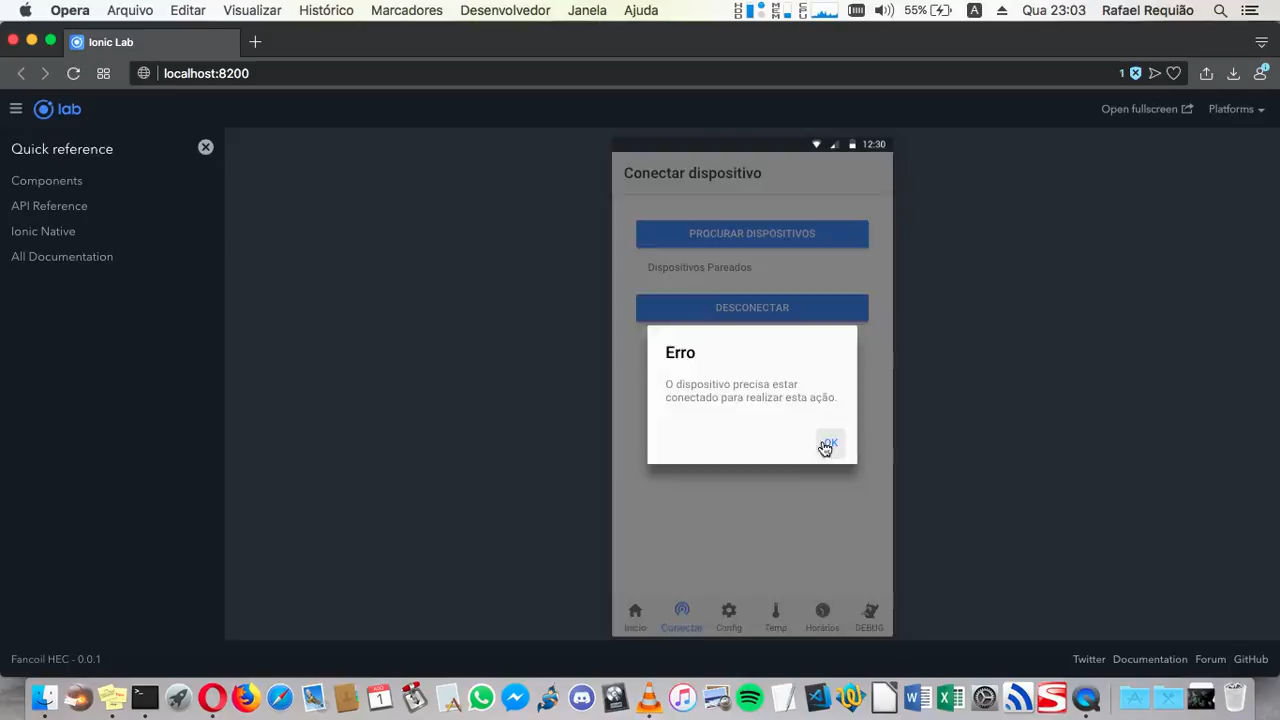 Opera Arquivo Editar Visualizar Histórico Marcadores Desenvolvedor Janela Ajuda 55% A Qua 23:03 Rafael Requião
Ionic Lab
localhost:8200 1
lab Open fullscreen Platforms
12:30
Quick reference
Components
API Reference
Ionic Native
All Documentation
Conectar dispositivo
PROCURAR DISPOSITIVOS
Dispositivos Pareados
DESCONECTAR
Erro
O dispositivo precisa estar
conectado para realizar esta ação.
OK
Início Conectar Config Temp Horários DEBUG
Fancoil HEC - 0.0.1 Twitter Documentation Forum GitHub